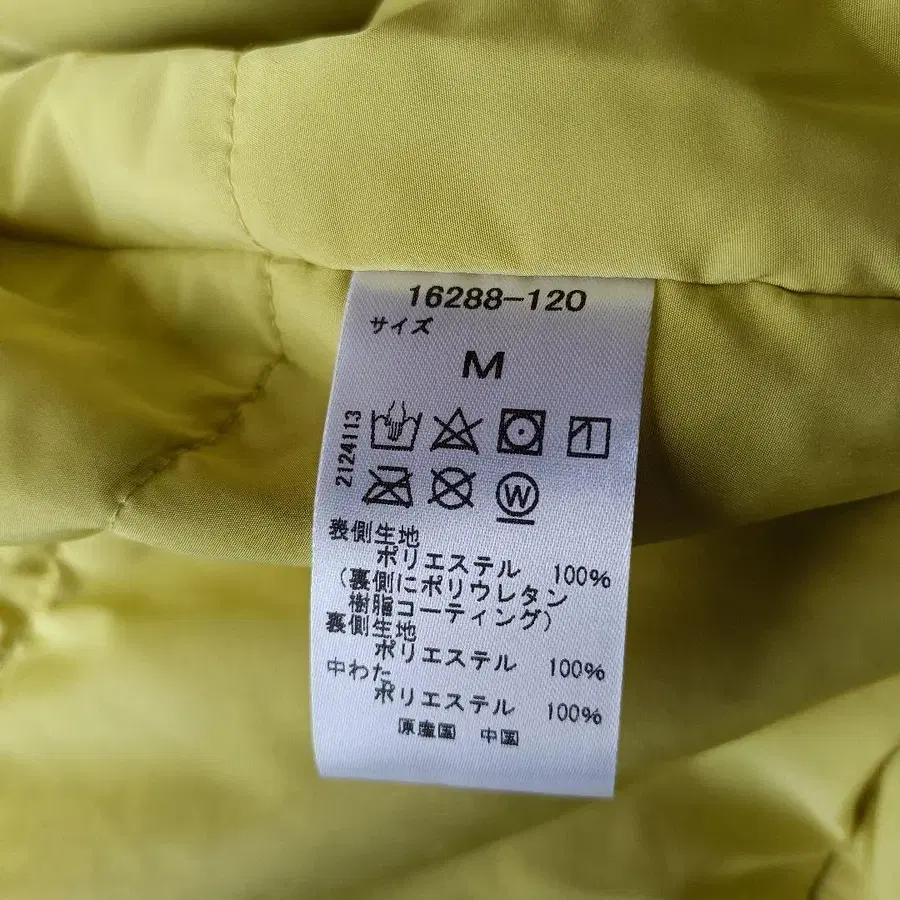 16288-120
サイズ
M
2124113
W
表側生地
ポリエステル 100%
(裏側にポリウレタン
樹脂コーティング)
裏側生地
ポリエステル 100%
中わた
ポリエステル 100%
原産国 中国